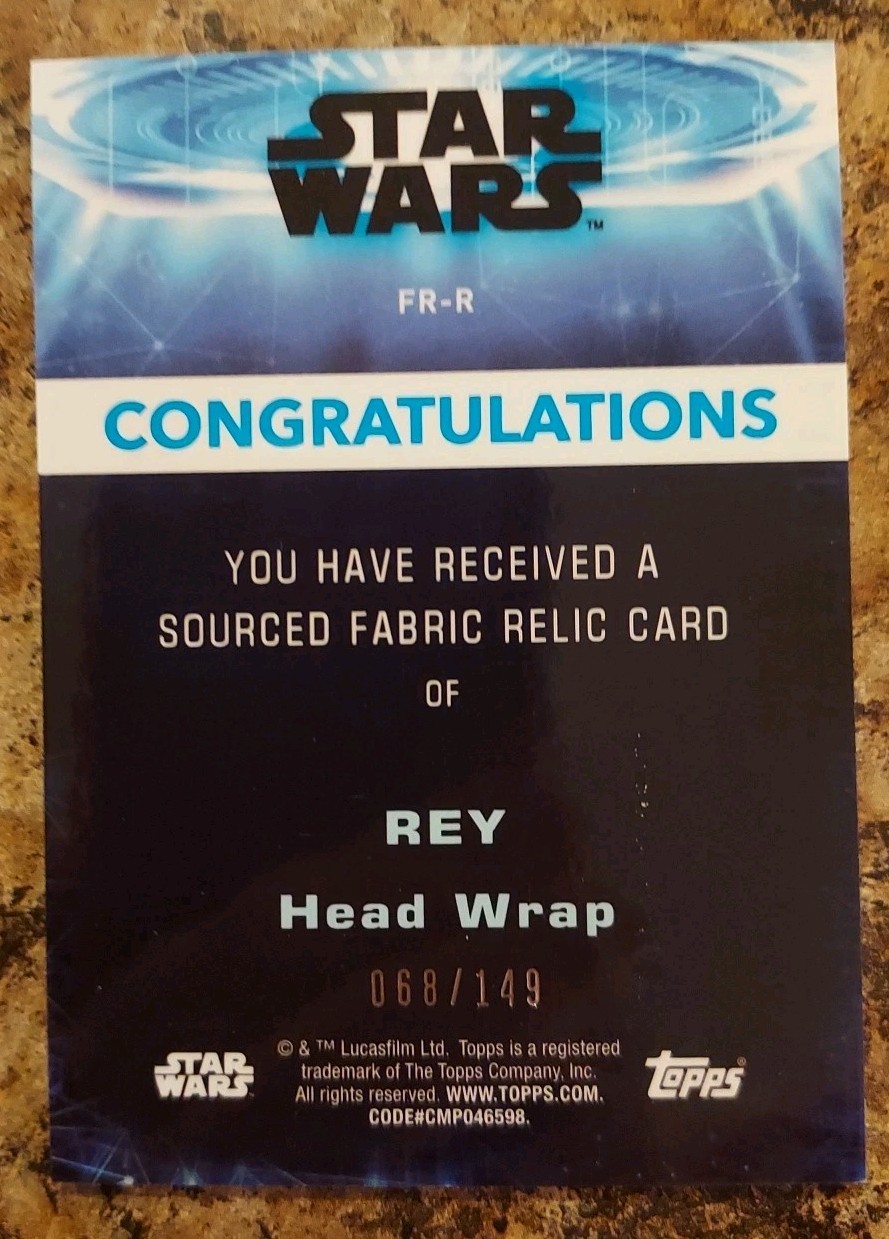 STAR
WARS™
FR-R
CONGRATULATIONS
YOU HAVE RECEIVED A
SOURCED FABRIC RELIC CARD
OF
REY
Head Wrap
068/149
© & ™ Lucasfilm Ltd. Topps is a registered
trademark of The Topps Company, Inc.
All rights reserved. WWW.TOPPS.COM.
CODE#CMP046598.
STAR
WARS
Topps®